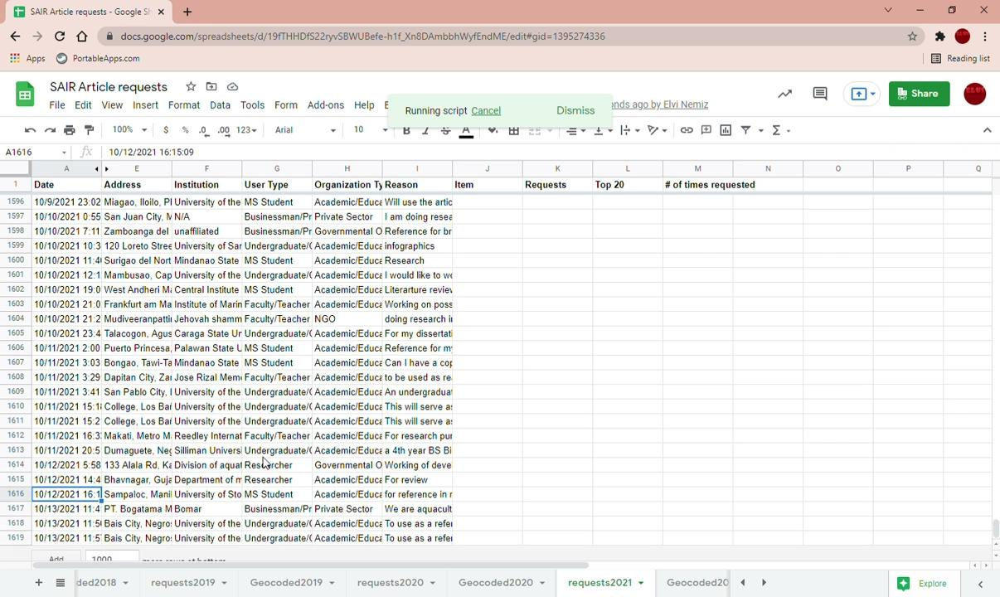 SAIR Article requests - Google Sh
docs.google.com/spreadsheets/d/19fTHHDfS22ryvSBWUBefe-h1f_Xn8DAmbbhWyfEndME/edit#gid=1395274336
Apps PortableApps.com Reading list
SAIR Article requests
File Edit View Insert Format Data Tools Form Add-ons Help
Running script Cancel Dismiss
onds ago by Elvi Nemiz
Share
100% $ % .0 .00 123 Arial 10 B I S A
A1616 fx 10/12/2021 16:15:09
A E F G H I J K L M N O P Q
1 Date Address Institution User Type Organization Ty Reason Item Requests Top 20 # of times requested
1596 10/9/2021 23:02 Miagao, Iloilo, Pl University of the MS Student Academic/Educa Will use the artic
1597 10/10/2021 0:55 San Juan City, M N/A Businessman/Pr Private Sector I am doing resea
1598 10/10/2021 7:11 Zamboanga del unaffiliated Businessman/Pr Governmental O Reference for br
1599 10/10/2021 10:3 120 Loreto Stree University of Sar Undergraduate/( Academic/Educa infographics
1600 10/10/2021 11:4 Surigao del Nort Mindanao State MS Student Academic/Educa Research
1601 10/10/2021 12:1 Mambusao, Cap University of the Undergraduate/( Academic/Educa I would like to wo
1602 10/10/2021 19:0 West Andheri M Central Institute MS Student Academic/Educa Literarture review
1603 10/10/2021 21:0 Frankfurt am Ma Institute of Marin Faculty/Teacher Academic/Educa Working on poss
1604 10/10/2021 21:2 Mudiveeranpatti Jehovah shamm Faculty/Teacher NGO doing research i
1605 10/10/2021 23:4 Talacogon, Agus Caraga State Un Undergraduate/( Academic/Educa For my dissertati
1606 10/11/2021 2:00 Puerto Princesa, Palawan State U MS Student Academic/Educa Reference for my
1607 10/11/2021 3:03 Bongao, Tawi-Ta Mindanao State MS Student Academic/Educa Can I have a cop
1608 10/11/2021 3:29 Dapitan City, Za Jose Rizal Mem Faculty/Teacher Academic/Educa to be used as re
1609 10/11/2021 3:41 San Pablo City, l University of the Undergraduate/( Academic/Educa An undergraduat
1610 10/11/2021 15:1 College, Los Ba University of the Undergraduate/( Academic/Educa This will serve as
1611 10/11/2021 15:2 College, Los Ba University of the Undergraduate/( Academic/Educa This will serve as
1612 10/11/2021 16:3 Makati, Metro M Reedley Internat Faculty/Teacher Academic/Educa For research pur
1613 10/11/2021 20:5 Dumaguete, Neg Silliman Universi Undergraduate/( Academic/Educa a 4th year BS Bi
1614 10/12/2021 5:58 133 Alala Rd, Ka Division of aquat Researcher Governmental O Working of deve
1615 10/12/2021 14:4 Bhavnagar, Guja Department of m Researcher Academic/Educa For review
1616 10/12/2021 16:1 Sampaloc, Mani University of Sto MS Student Academic/Educa for reference in
1617 10/13/2021 11:4 PT. Bogatama M Bomar Businessman/Pr Private Sector We are aquacult
1618 10/13/2021 11:5 Bais City, Negro University of the Undergraduate/( Academic/Educa To use as a refe
1619 10/13/2021 11:5 Bais City, Negro University of the Undergraduate/( Academic/Educa To use as a refe
Add 1000 more rows at bottom
ded2018 requests2019 Geocoded2019 requests2020 Geocoded2020 requests2021 Geocoded20 Explore